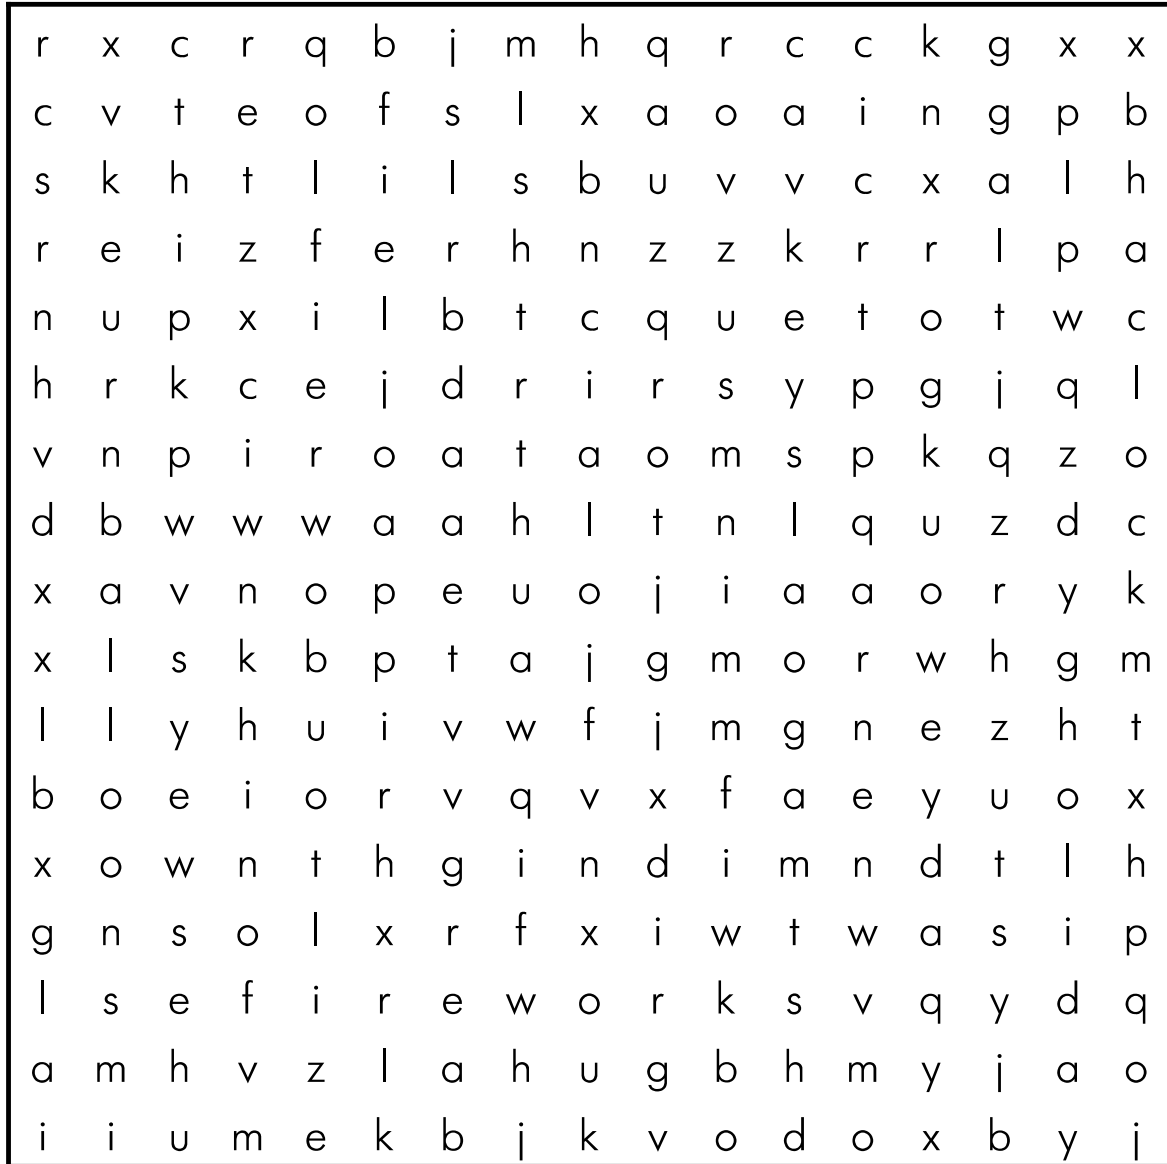 r x c r q b j m h q r c c k g x x
c v t e o f s l x a o a i n g p b
s k h t l i l s b u v v c x a l h
r e i z f e r h n z z k r r l p a
n u p x i l b t c q u e t o t w c
h r k c e j d r i r s y p g j q l
v n p i r o a t a o m s p k q z o
d b w w w a a h l t n l q u z d c
x a v n o p e u o j i a a o r y k
x l s k b p t a j g m o r w h g m
l l y h u i v w f j m g n e z h t
b o e i o r v q v x f a e y u o x
x o w n t h g i n d i m n d t l h
g n s o l x r f x i w t w a s i p
l s e f i r e w o r k s v q y d q
a m h v z l a h u g b h m y j a o
i i u m e k b j k v o d o x b y j